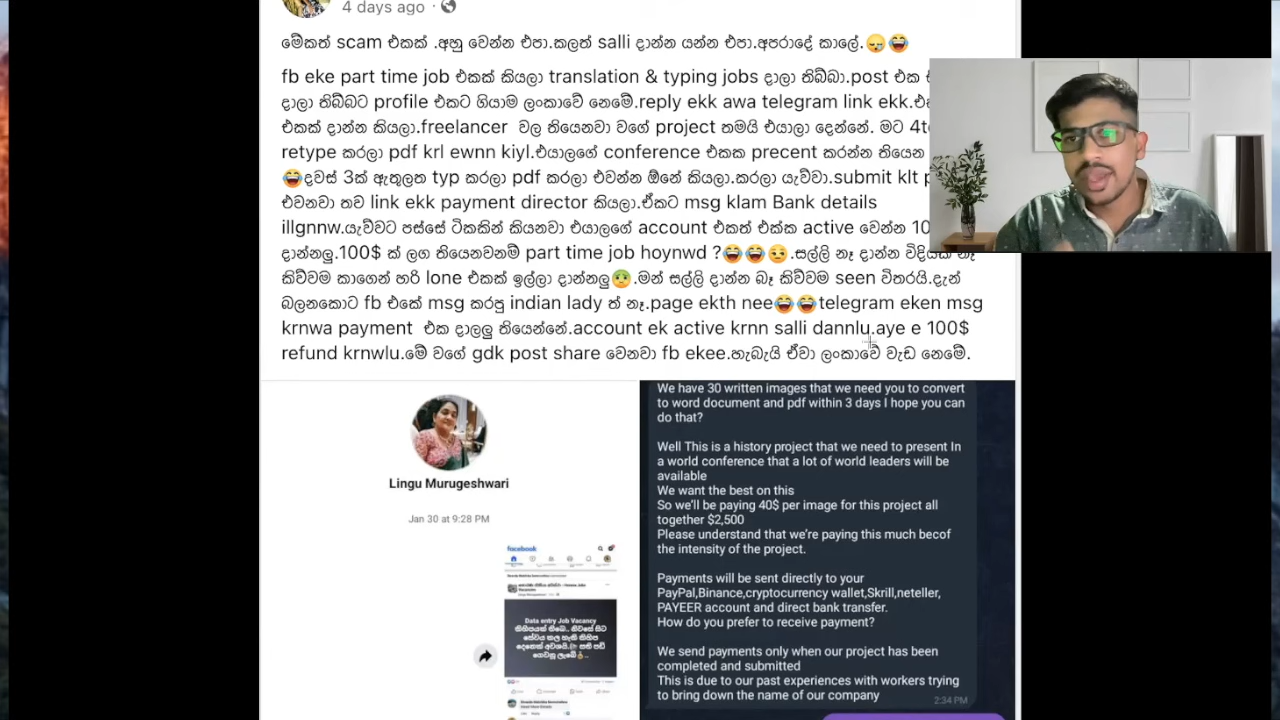 4 days ago ·
මේකත් scam එකක් .අහු වෙන්න එපා.කලත් salli දාන්න යන්න එපා.අපරාදේ කාලේ.😪😂
fb eke part time job එකක් කියලා translation & typing jobs දාලා තිබ්බා.post එක
දාලා තිබ්බට profile එකට ගියාම ලංකාවේ නෙමේ.reply ekk awa telegram link ekk.
එකක් දාන්න කියලා.freelancer වල තියෙනවා වගේ project තමයි එයාලා දෙන්නේ. මට
retype කරලා pdf krl ewnn kiyl.එයාලගේ conference එකක precent කරන්න තියෙන
😂දවස් 3ක් ඇතුලත typ කරලා pdf කරලා එවන්න ඕන කියලා.කරලා යැව්වා.submit klt
එවනවා තව link ekk payment director කියලා.ඒකට msg klam Bank details
illgnnw.යැව්වට පස්සේ ටිකකින් කියනවා එයාලගේ account එකත් එක්ක active වෙන්න
දාන්නලු.100$ ක් ලග තියෙනවනම් part time job hoynwd ?😂😂😏.සල්ලි නෑ දාන්න විදියක් නෑ
කිව්වම කාගෙන් හරි lone එකක් ඉල්ලා දාන්නලු😰.මන් සල්ලි දාන්න බෑ කිව්වම seen විතරයි.දැන්
බලනකොට fb එකේ msg කරපු indian lady ත් නෑ.page ekth nee😂😂telegram eken msg
krnwa payment එක දාලලු තියෙන්නේ.account ek active krnn salli dannlu.aye e 100$
refund krnwlu.මේ වගේ gdk post share වෙනවා fb ekee.හැබැයි ඒවා ලංකාවේ වැඩ නෙමේ.
Lingu Murugeshwari
Jan 30 at 9:28 PM
facebook
Data entry Job Vacancy
We have 30 written images that we need you to convert
to word document and pdf within 3 days I hope you can
do that?
Well This is a history project that we need to present In
a world conference that a lot of world leaders will be
available
We want the best on this
So we'll be paying 40$ per image for this project all
together $2,500
Please understand that we're paying this much becof
the intensity of the project.
Payment will be sent directly to your
PayPal,binance,cryptocurrency wallet,Skrill,neteller,
PAYEER account and direct bank transfer.
How do you prefer to receive payment?
We send payments only when our project has been
completed and submitted
This is due to our past experiences with workers trying
to bring down the name of our company
2:34 PM